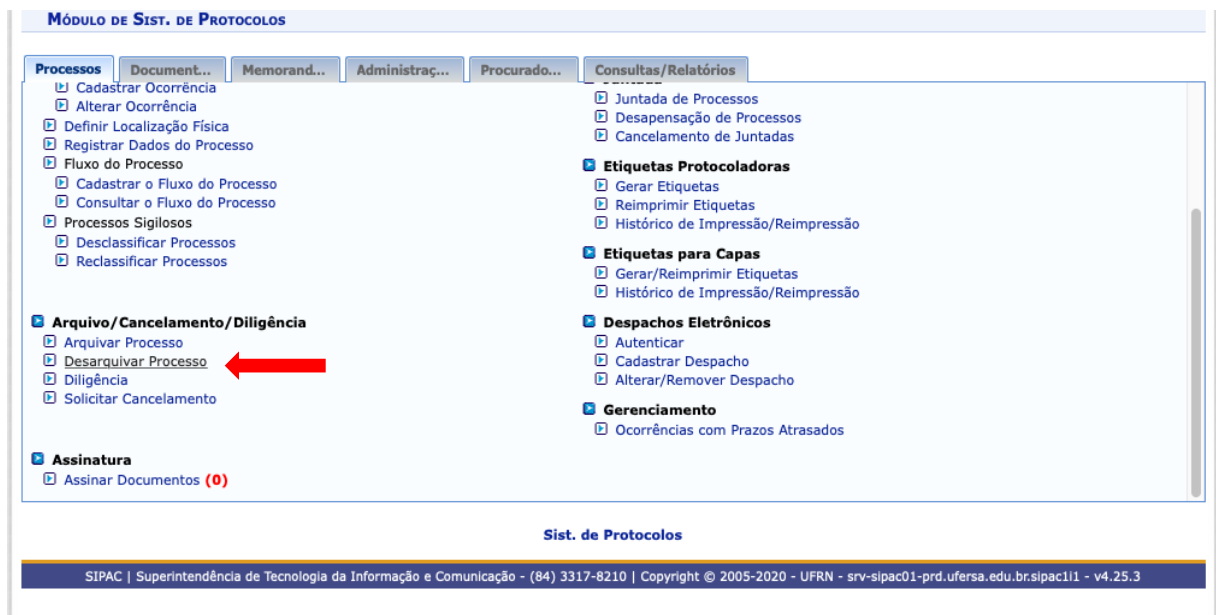 MÓDULO DE SIST. DE PROTOCOLOS
Processos Document... Memorand... Administraç... Procurado... Consultas/Relatórios
Cadastrar Ocorrência
Alterar Ocorrência
Definir Localização Física
Registrar Dados do Processo
Fluxo do Processo
Cadastrar o Fluxo do Processo
Consultar o Fluxo do Processo
Processos Sigilosos
Desclassificar Processos
Reclassificar Processos
Arquivo/Cancelamento/Diligência
Arquivar Processo
Desarquivar Processo
Diligência
Solicitar Cancelamento
Assinatura
Assinar Documentos (0)
Juntada
Juntada de Processos
Desapensação de Processos
Cancelamento de Juntadas
Etiquetas Protocoladoras
Gerar Etiquetas
Reimprimir Etiquetas
Histórico de Impressão/Reimpressão
Etiquetas para Capas
Gerar/Reimprimir Etiquetas
Histórico de Impressão/Reimpressão
Despachos Eletrônicos
Autenticar
Cadastrar Despacho
Alterar/Remover Despacho
Gerenciamento
Ocorrências com Prazos Atrasados
Sist. de Protocolos
SIPAC | Superintendência de Tecnologia da Informação e Comunicação - (84) 3317-8210 | Copyright © 2005-2020 - UFRN - srv-sipac01-prd.ufersa.edu.br.sipac1i1 - v4.25.3